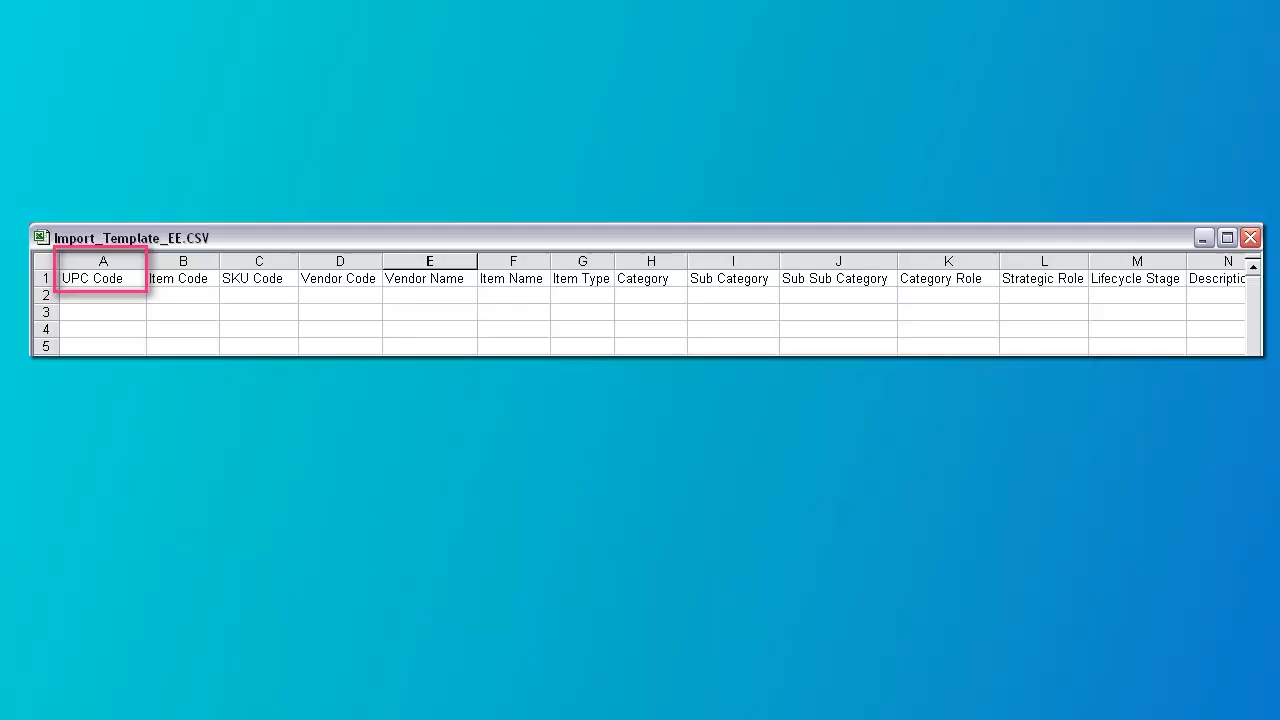 Import_Template_EE.CSV
A B C D E F G H I J K L M N
1 UPC Code Item Code SKU Code Vendor Code Vendor Name Item Name Item Type Category Sub Category Sub Sub Category Category Role Strategic Role Lifecycle Stage Descriptio
2
3
4
5